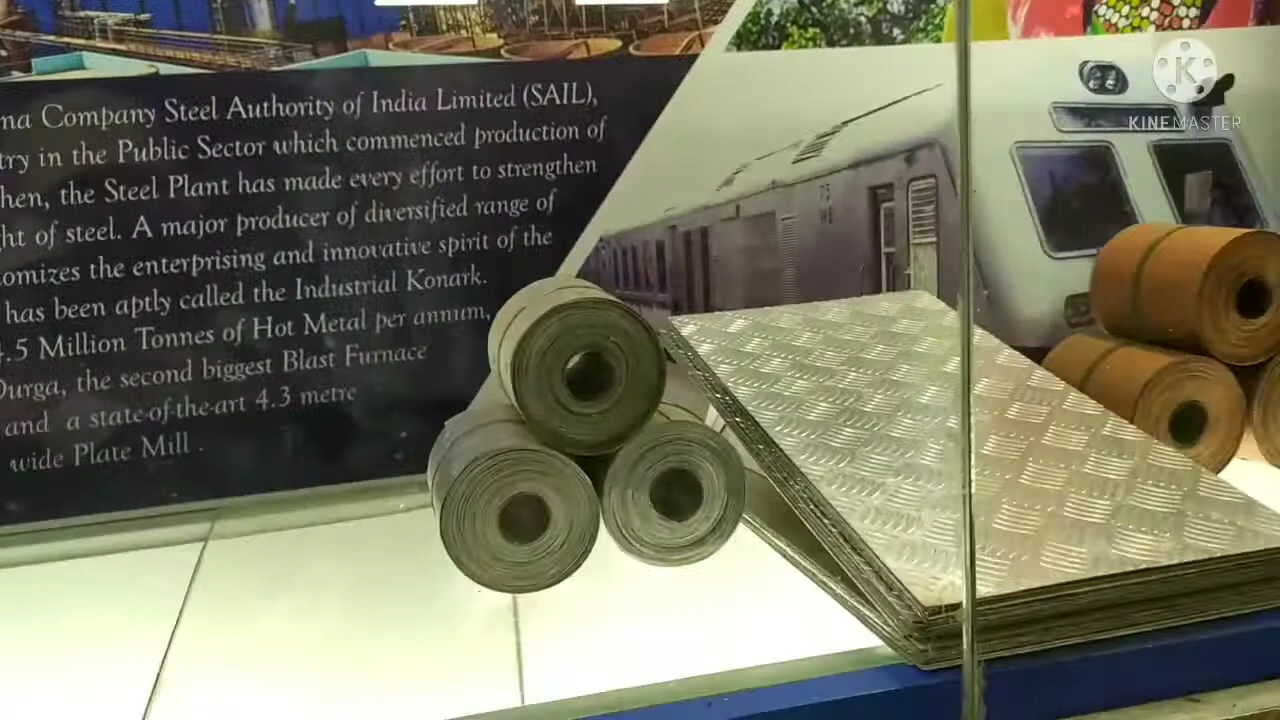 na Company Steel Authority of India Limited (SAIL),
try in the Public Sector which commenced production of
hen, the Steel Plant has made every effort to strengthen
ht of steel. A major producer of diversified range of
omizes the enterprising and innovative spirit of the
has been aptly called the Industrial Konark.
.5 Million Tonnes of Hot Metal per annum,
Durga, the second biggest Blast Furnace
and a state-of-the-art 4.3 metre
wide Plate Mill .
K
KINEMASTER